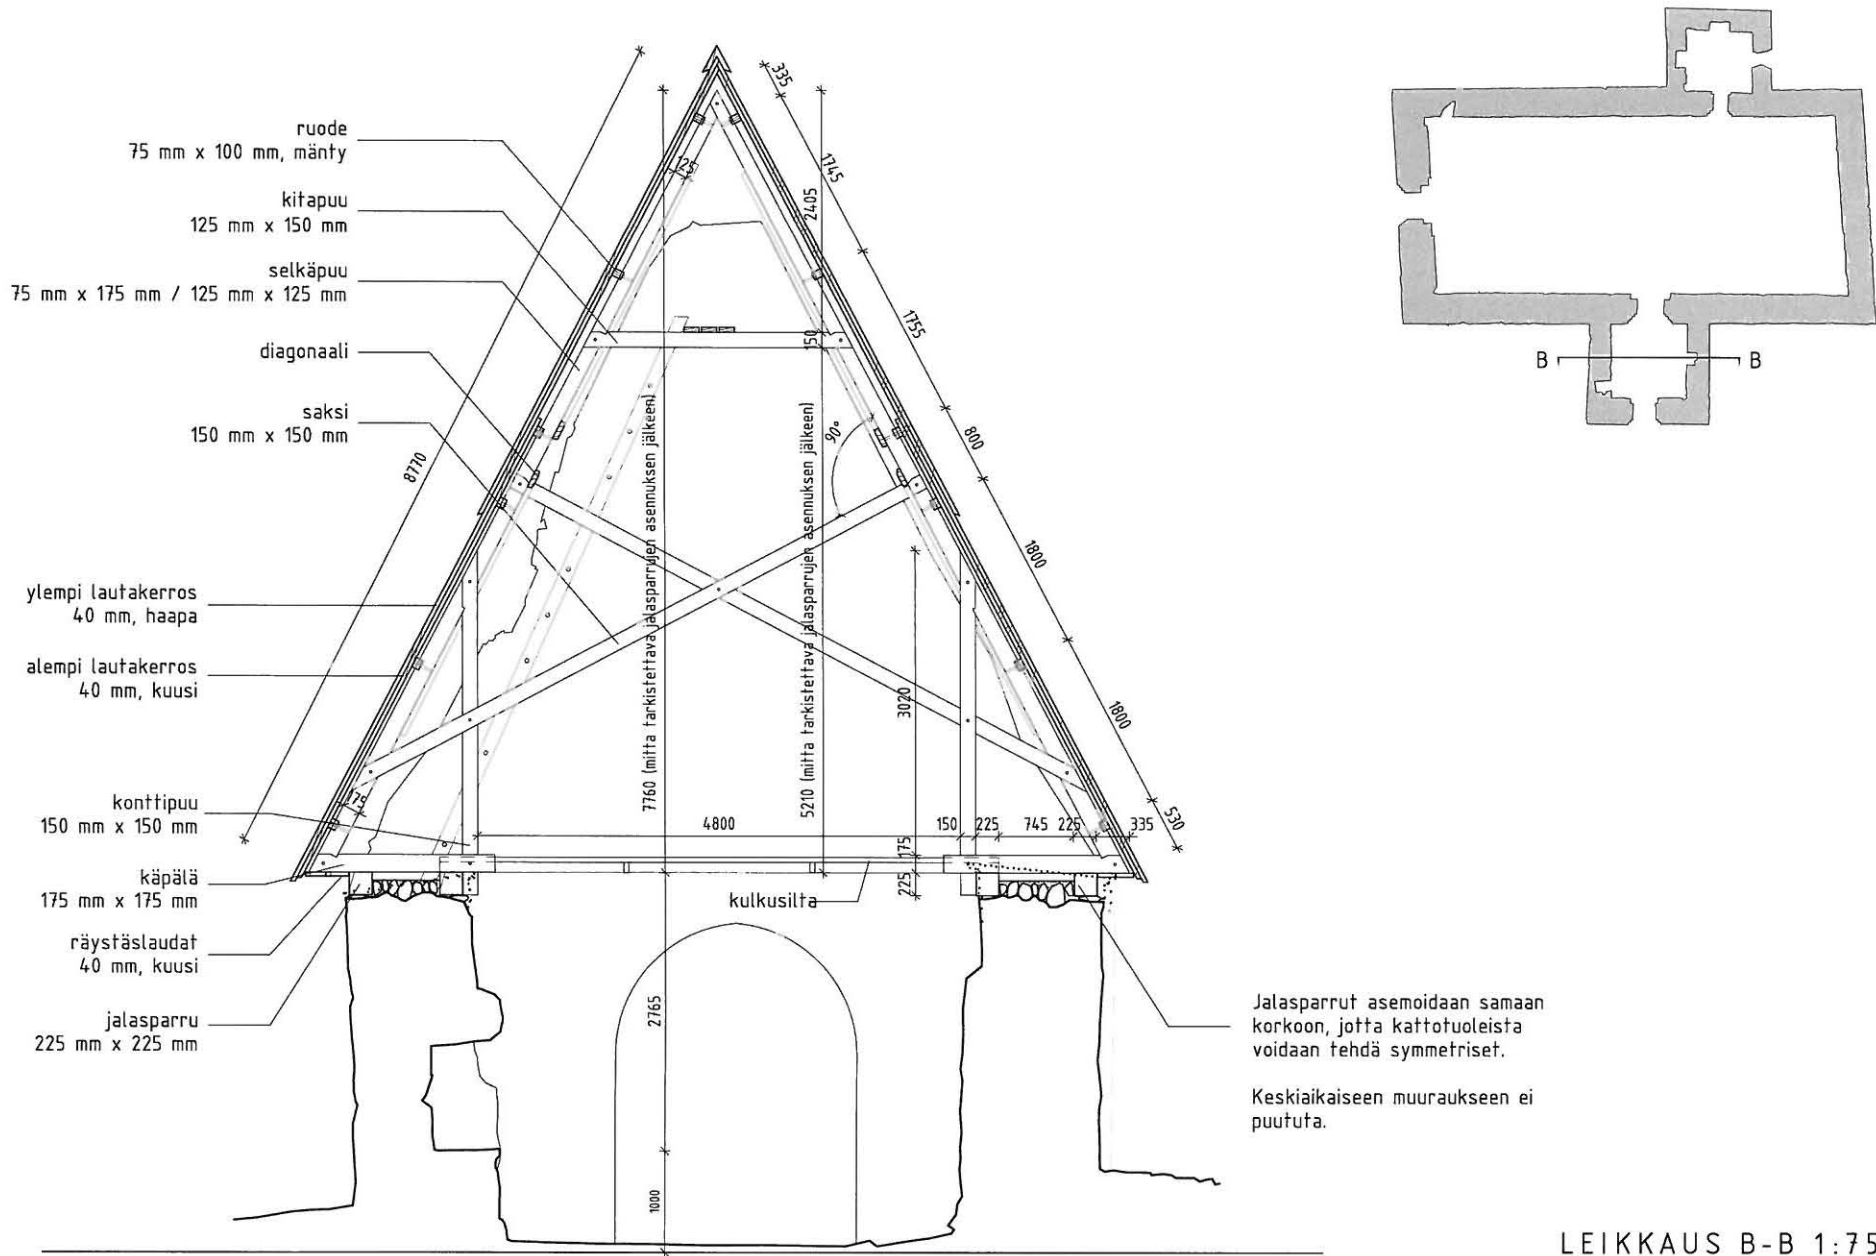 ruode
75 mm x 100 mm, mänty
kitapuu
125 mm x 150 mm
selkäpuu
75 mm x 175 mm / 125 mm x 125 mm
diagonaali
saksi
150 mm x 150 mm
ylempi lautakerros
40 mm, haapa
alempi lautakerros
40 mm, kuusi
konttipuu
150 mm x 150 mm
käpälä
175 mm x 175 mm
räystäslaudat
40 mm, kuusi
jalasparru
225 mm x 225 mm
8770
125
175
7760 (mitta tarkistettava jalasparrujen asennuksen jälkeen)
2765
1000
2405
150
5210 (mitta tarkistettava jalasparrujen asennuksen jälkeen)
90°
3020
175
225
4800
150
225
745
225
335
kulkusilta
335
1745
1755
800
1800
1800
530
B
B
Jalasparrut asemoidaan samaan
korkoon, jotta kattotuoleista
voidaan tehdä symmetriset.
Keskiaikaiseen muuraukseen ei
puututa.
LEIKKAUS B-B 1:75